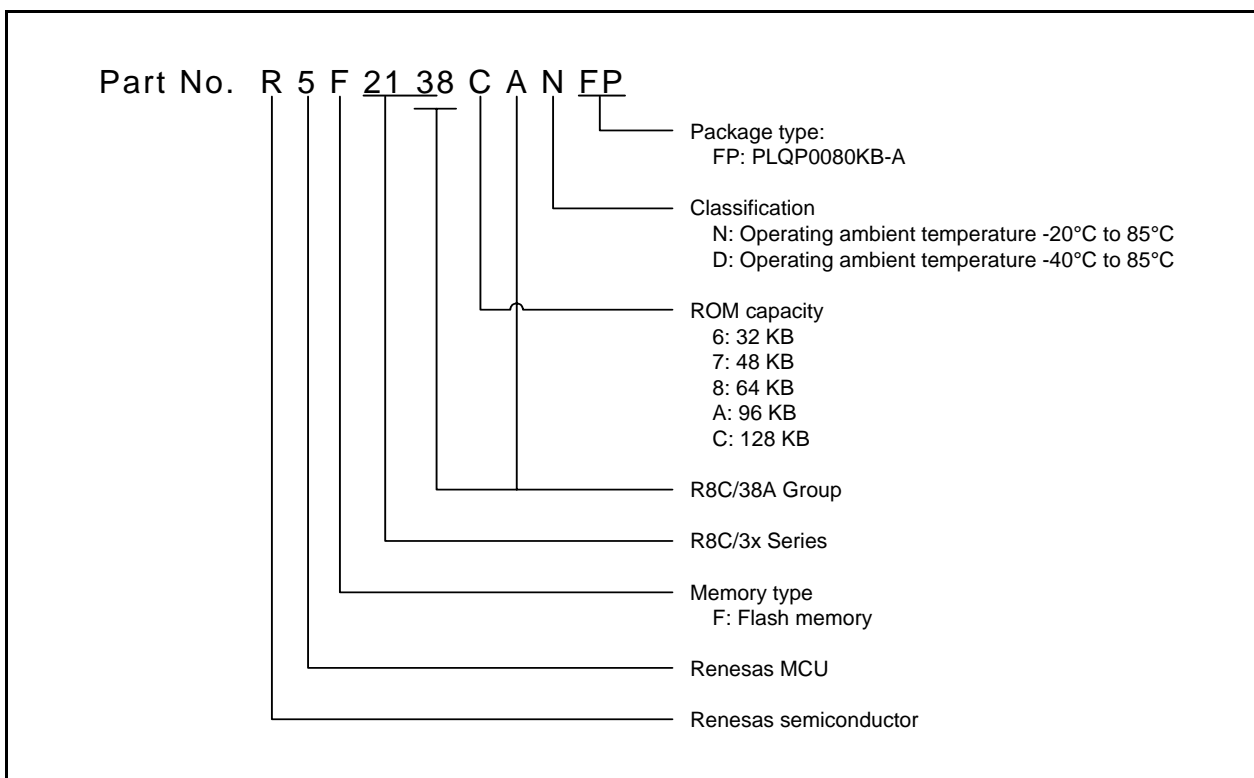 Part No. R 5 F 21 38 C A N FP
Package type:
FP: PLQP0080KB-A
Classification
N: Operating ambient temperature -20°C to 85°C
D: Operating ambient temperature -40°C to 85°C
ROM capacity
6: 32 KB
7: 48 KB
8: 64 KB
A: 96 KB
C: 128 KB
R8C/38A Group
R8C/3x Series
Memory type
F: Flash memory
Renesas MCU
Renesas semiconductor